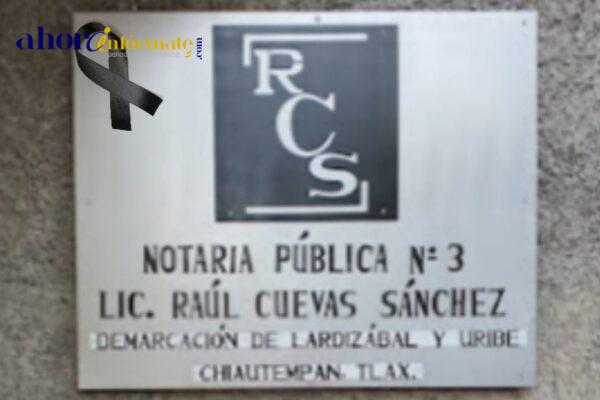 ahorainfórmate.com
RCS
NOTARIA PÚBLICA Nº 3
LIC. RAÚL CUEVAS SÁNCHEZ
DEMARCACIÓN DE LARDIZÁBAL Y URIBE
CHIAUTEMPAN, TLAX.